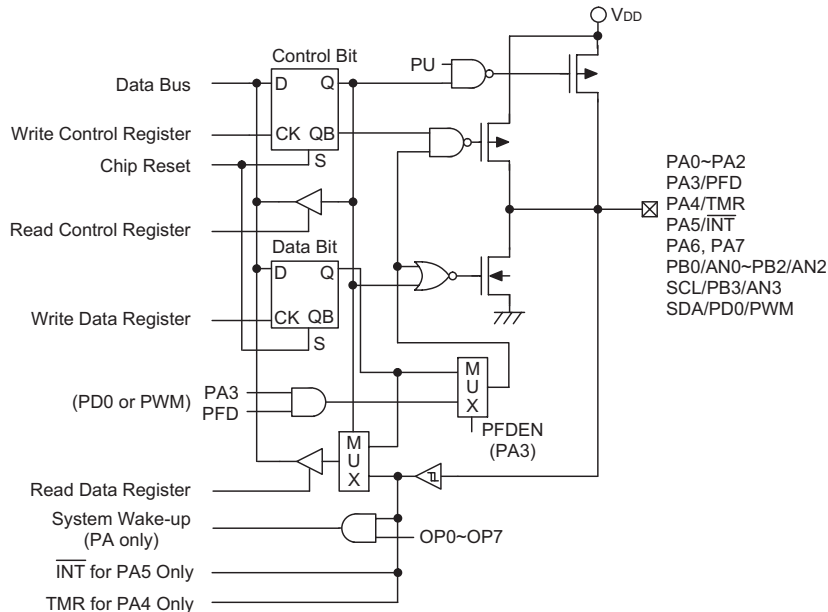 VDD
Control Bit
PU
Data Bus
D
Q
Write Control Register
CK
QB
Chip Reset
S
PA0~PA2
PA3/PFD
PA4/TMR
PA5/INT
PA6, PA7
PB0/AN0~PB2/AN2
SCL/PB3/AN3
SDA/PD0/PWM
Read Control Register
Data Bit
D
Q
Write Data Register
CK
QB
S
(PD0 or PWM)
PA3
PFD
M
U
X
PFDEN
(PA3)
M
U
X
Read Data Register
System Wake-up
(PA only)
OP0~OP7
INT for PA5 Only
TMR for PA4 Only